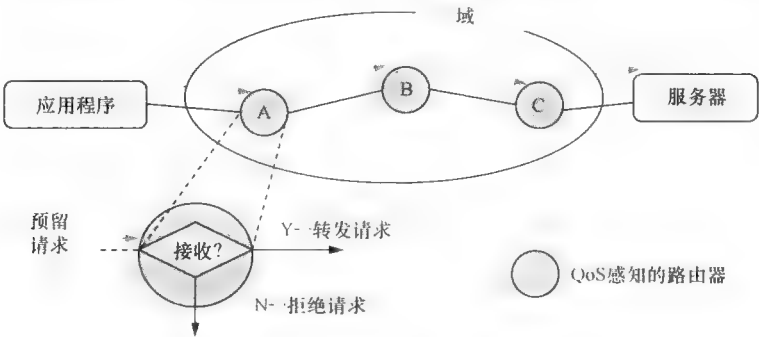 域
应用程序
A
B
C
服务器
预留
请求
接收?
Y- 转发请求
N- 拒绝请求
QoS感知的路由器